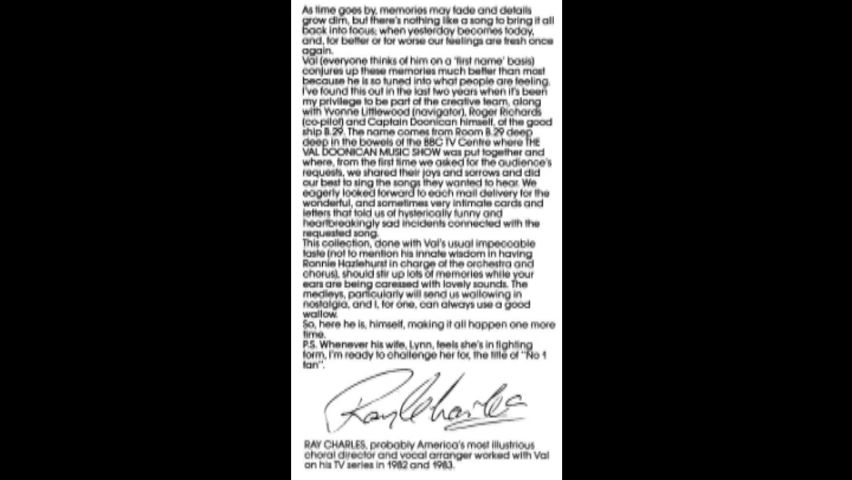 As time goes by, memories may fade and details
grow dim, but there's nothing like a song to bring it all
back into focus; when yesterday becomes today,
and, for better or for worse our feelings are fresh once
again.
Val (everyone thinks of him on a 'first name' basis)
conjures up these memories much better than most
because he is so tuned into what people are feeling.
I've found this out in the last two years when it's been
my privilege to be part of the creative team, along
with Yvonne Littlewood (navigator), Roger Richards
(co-pilot) and Captain Doonican himself, of the good
ship B.29. The name comes from Room B.29 deep
deep in the bowels of the BBC TV Centre where THE
VAL DOONICAN MUSIC SHOW was put together and
where, from the first time we asked for the audience's
requests, we shared their joys and sorrows and did
our best to sing the songs they wanted to hear. We
eagerly looked forward to each mail delivery for the
wonderful, and sometimes very intimate cards and
letters that told us of hysterically funny and
heartbreakingly sad incidents connected with the
requested song.
This collection, done with Val's usual impeccable
taste (not to mention his innate wisdom in having
Ronnie Hazlehurst in charge of the orchestra and
chorus), should stir up lots of memories while your
ears are being caressed with lovely sounds. The
medleys, particularly will send us wallowing in
nostalgia, and I, for one, can always use a good
wallow.
So, here he is, himself, making it all happen one more
time.
P.S. Whenever his wife, Lynn, feels she's in fighting
form, I'm ready to challenge her for, the title of "No 1
fan".
Ray Charles
RAY CHARLES, probably America's most illustrious
choral director and vocal arranger worked with Val
on his TV series in 1982 and 1983.